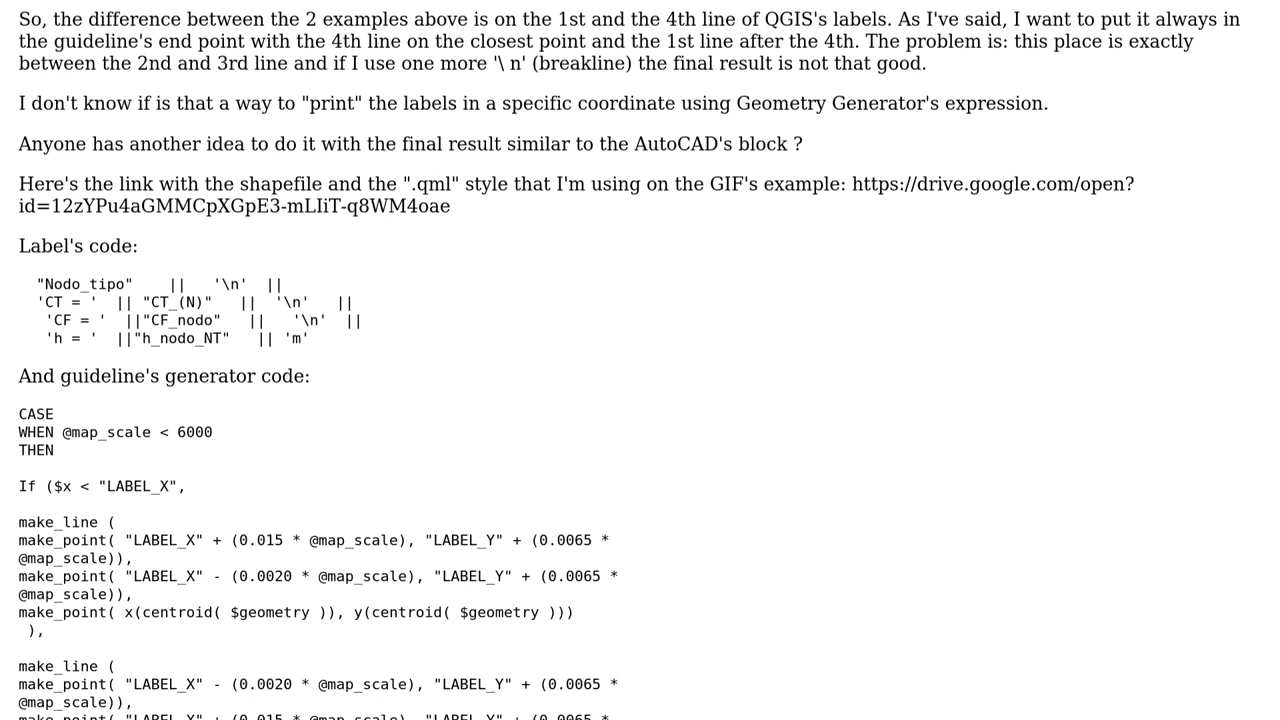 So, the difference between the 2 examples above is on the 1st and the 4th line of QGIS's labels. As I've said, I want to put it always in
the guideline's end point with the 4th line on the closest point and the 1st line after the 4th. The problem is: this place is exactly
between the 2nd and 3rd line and if I use one more '\ n' (breakline) the final result is not that good.
I don't know if is that a way to "print" the labels in a specific coordinate using Geometry Generator's expression.
Anyone has another idea to do it with the final result similar to the AutoCAD's block ?
Here's the link with the shapefile and the ".qml" style that I'm using on the GIF's example: https://drive.google.com/open?
id=12zYPu4aGMMCpXGpE3-mLIiT-q8WM4oae
Label's code:
"Nodo_tipo"    ||   '\n'  ||
'CT = '  || "CT_(N)"   ||  '\n'   ||
'CF = '  ||"CF_nodo"   ||   '\n'  ||
'h = '  ||"h_nodo_NT"   || 'm'
And guideline's generator code:
CASE
WHEN @map_scale < 6000
THEN
If ($x < "LABEL_X",
make_line (
make_point( "LABEL_X" + (0.015 * @map_scale), "LABEL_Y" + (0.0065 *
@map_scale)),
make_point( "LABEL_X" - (0.0020 * @map_scale), "LABEL_Y" + (0.0065 *
@map_scale)),
make_point( x(centroid( $geometry )), y(centroid( $geometry )))
),
make_line (
make_point( "LABEL_X" - (0.0020 * @map_scale), "LABEL_Y" + (0.0065 *
@map_scale)),
make_point( "LABEL_X" + (0.015 * @map_scale), "LABEL_Y" + (0.0065 *